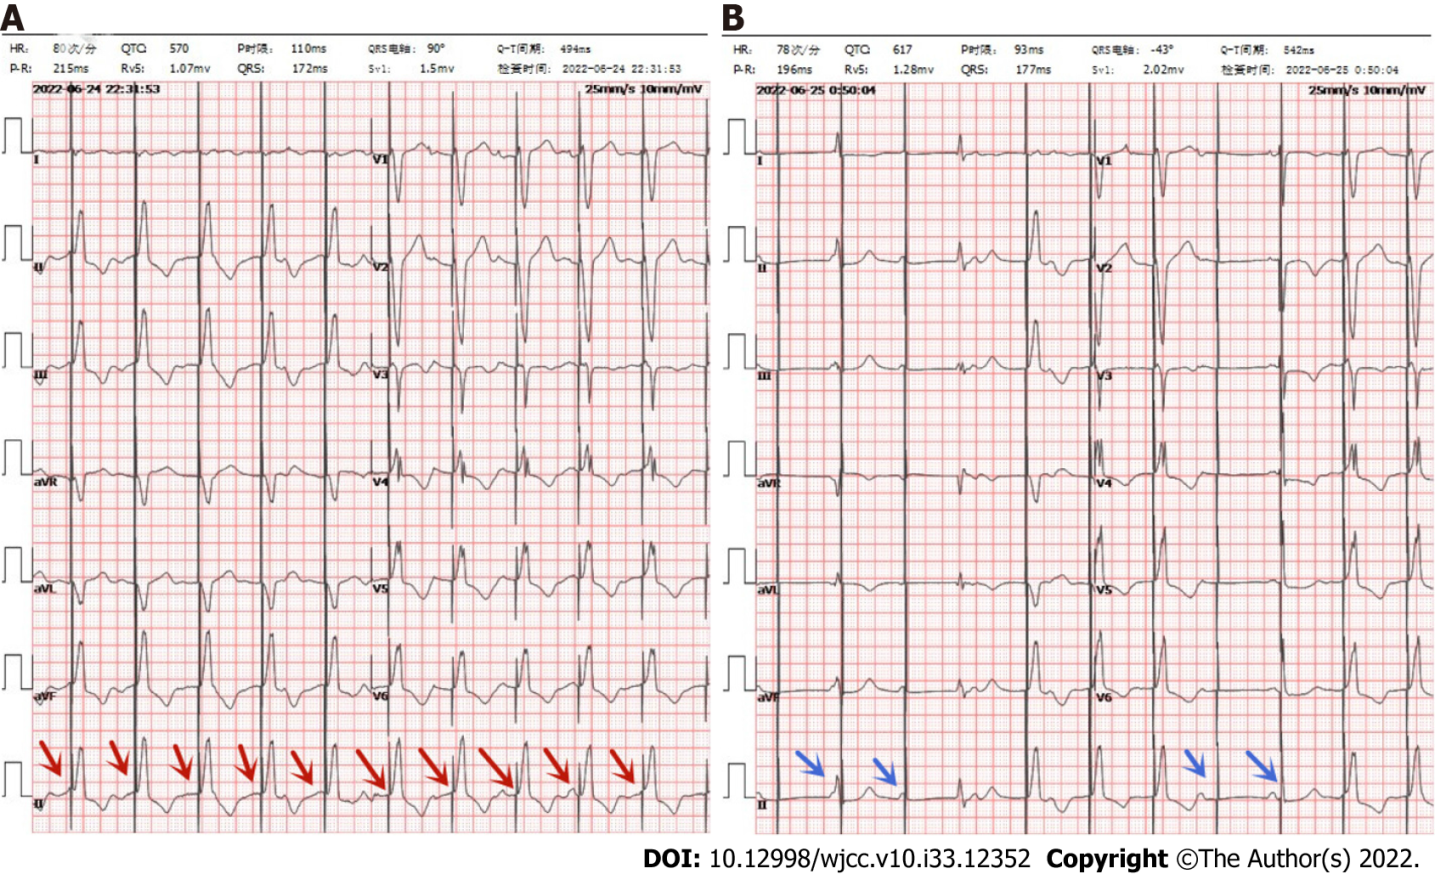 A
HR: 80次/分 QTC: 570 P时限: 110ms QRS电轴: 90° Q-T间期: 494ms
P-R: 215ms Rv5: 1.07mv QRS: 172ms Sv1: 1.5mv 检查时间: 2022-06-24 22:31:53
2022-06-24 22:31:53 25mm/s 10mm/mV
I V1
II V2
III V3
aVR V4
aVL V5
aVF V6
II
B
HR: 78次/分 QTC: 617 P时限: 93ms QRS电轴: -43° Q-T间期: 542ms
P-R: 196ms Rv5: 1.28mv QRS: 177ms Sv1: 2.02mv 检查时间: 2022-06-25 0:50:04
2022-06-25 0:50:04 25mm/s 10mm/mV
I V1
II V2
III V3
aVR V4
aVL V5
aVF V6
II
DOI: 10.12998/wjcc.v10.i33.12352 Copyright ©The Author(s) 2022.